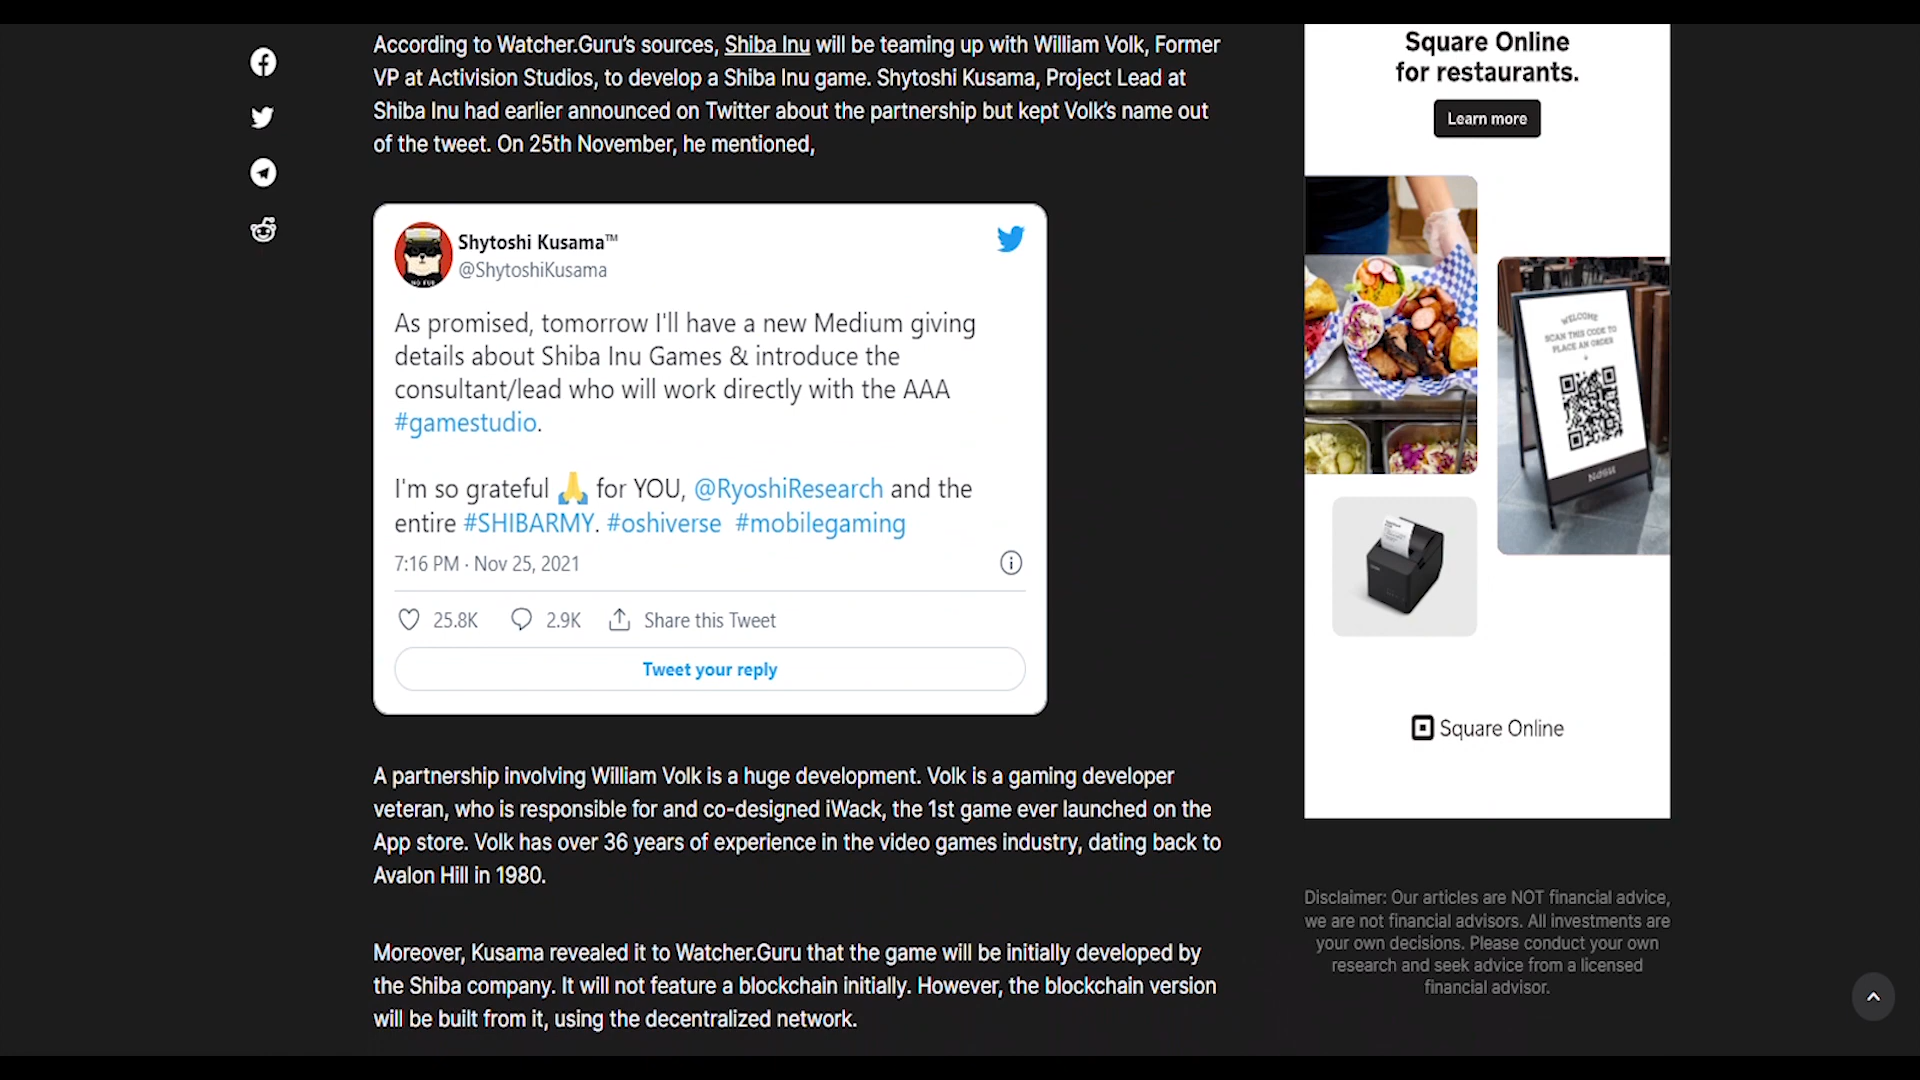 According to Watcher.Guru’s sources, Shiba Inu will be teaming up with William Volk, Former
VP at Activision Studios, to develop a Shiba Inu game. Shytoshi Kusama, Project Lead at
Shiba Inu had earlier announced on Twitter about the partnership but kept Volk’s name out
of the tweet. On 25th November, he mentioned,
NO FUD
Shytoshi Kusama™
@ShytoshiKusama
As promised, tomorrow I'll have a new Medium giving
details about Shiba Inu Games & introduce the
consultant/lead who will work directly with the AAA
#gamestudio.
I'm so grateful 🙏 for YOU, @RyoshiResearch and the
entire #SHIBARMY. #oshiverse #mobilegaming
7:16 PM · Nov 25, 2021
25.8K 2.9K Share this Tweet
Tweet your reply
A partnership involving William Volk is a huge development. Volk is a gaming developer
veteran, who is responsible for and co-designed iWack, the 1st game ever launched on the
App store. Volk has over 36 years of experience in the video games industry, dating back to
Avalon Hill in 1980.
Moreover, Kusama revealed it to Watcher.Guru that the game will be initially developed by
the Shiba company. It will not feature a blockchain initially. However, the blockchain version
will be built from it, using the decentralized network.
Square Online
for restaurants.
Learn more
WELCOME
SCAN THIS CODE TO
PLACE AN ORDER
Square Online
Disclaimer: Our articles are NOT financial advice,
we are not financial advisors. All investments are
your own decisions. Please conduct your own
research and seek advice from a licensed
financial advisor.